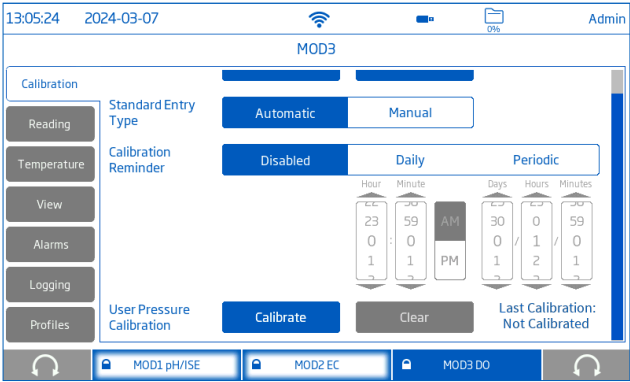 13:05:24 2024-03-07 0% Admin
MOD3
Calibration
Reading
Temperature
View
Alarms
Logging
Profiles
Standard Entry
Type
Automatic Manual
Calibration
Reminder
Disabled Daily Periodic
Hour Minute Days Hours Minutes
23 59 AM 30 0 59
0 : 0 0 / 1 / 0
1 1 PM 1 2 1
User Pressure
Calibration
Calibrate Clear
Last Calibration:
Not Calibrated
MOD1 pH/ISE MOD2 EC MOD3 DO